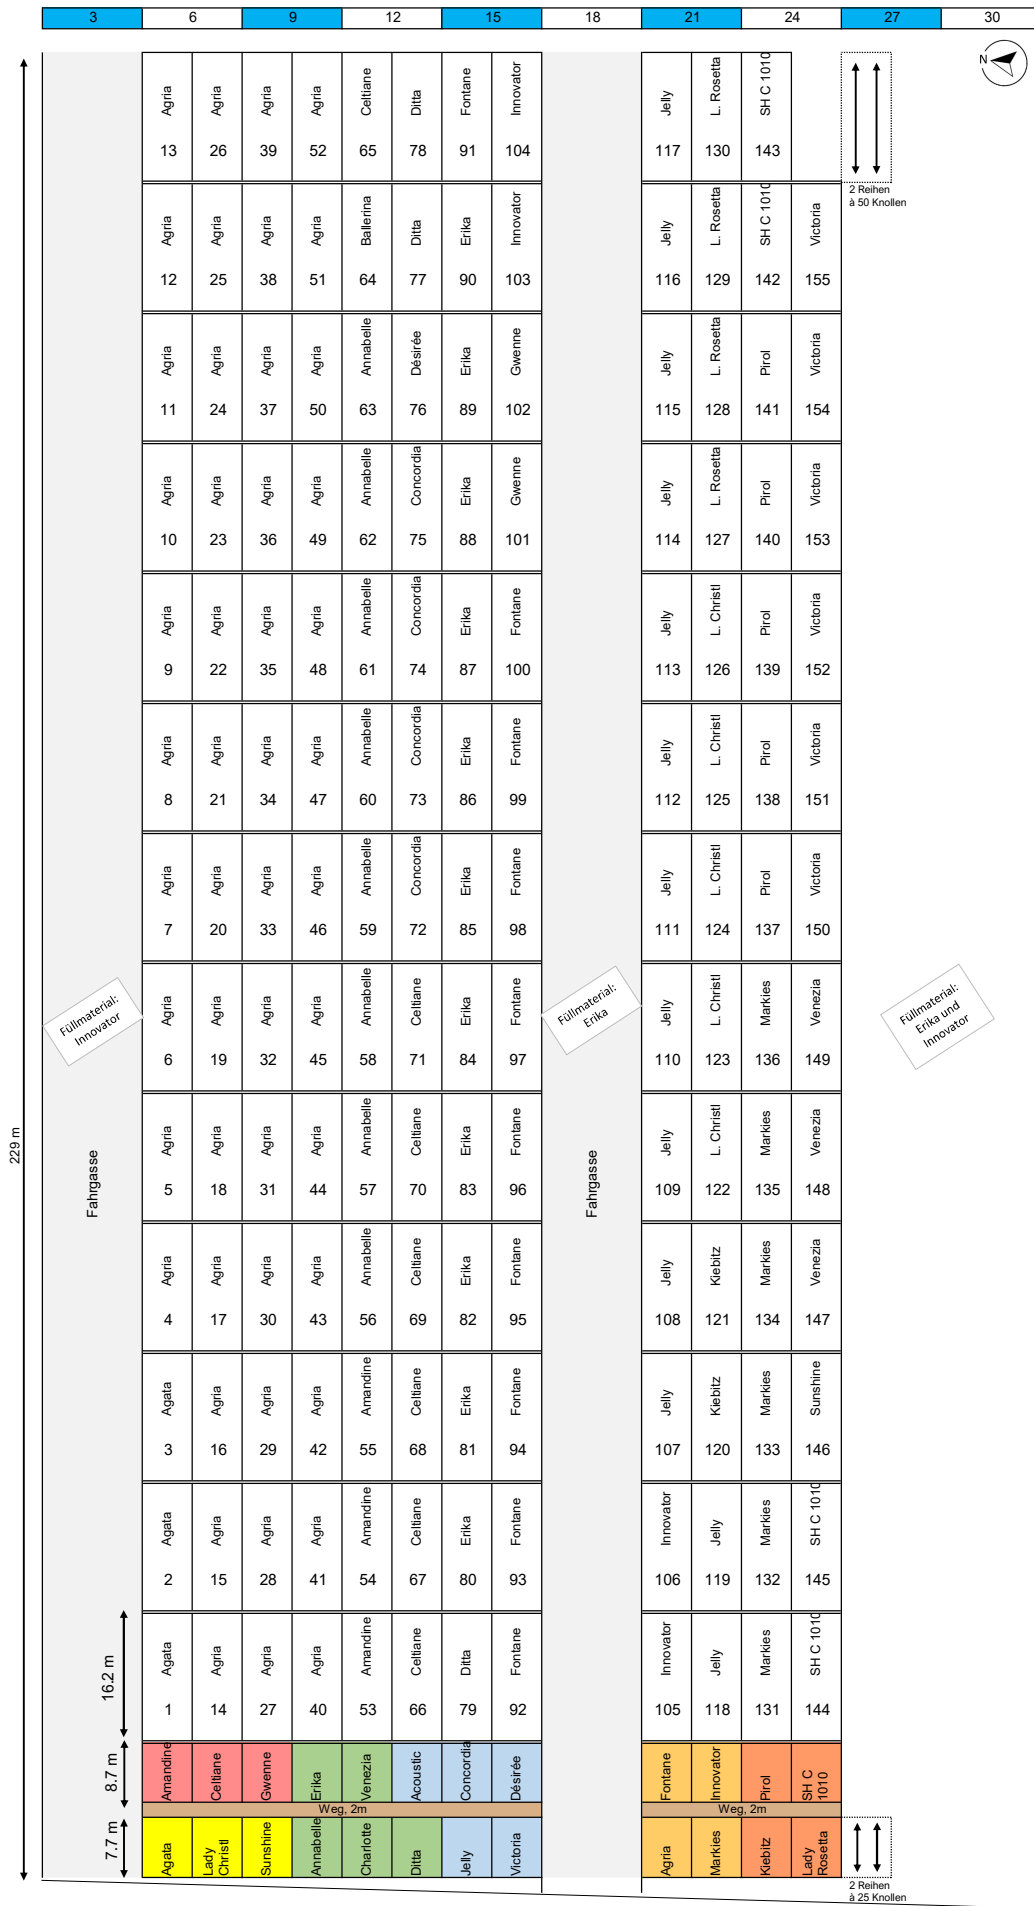 3 6 9 12 15 18 21 24 27 30
N
Agria Agria Agria Agria Celtiane Ditta Fontane Innovator Jelly L. Rosetta SH C 1010
13 26 39 52 65 78 91 104 117 130 143
2 Reihen
à 50 Knollen
Agria Agria Agria Agria Ballerina Ditta Erika Innovator Jelly L. Rosetta SH C 1010 Victoria
12 25 38 51 64 77 90 103 116 129 142 155
Agria Agria Agria Agria Annabelle Désirée Erika Gwenne Jelly L. Rosetta Pirol Victoria
11 24 37 50 63 76 89 102 115 128 141 154
Agria Agria Agria Agria Annabelle Concordia Erika Gwenne Jelly L. Rosetta Pirol Victoria
10 23 36 49 62 75 88 101 114 127 140 153
Agria Agria Agria Agria Annabelle Concordia Erika Fontane Jelly L. Christl Pirol Victoria
9 22 35 48 61 74 87 100 113 126 139 152
Agria Agria Agria Agria Annabelle Concordia Erika Fontane Jelly L. Christl Pirol Victoria
8 21 34 47 60 73 86 99 112 125 138 151
Agria Agria Agria Agria Annabelle Concordia Erika Fontane Jelly L. Christl Pirol Victoria
7 20 33 46 59 72 85 98 111 124 137 150
Füllmaterial:
Innovator
Agria Agria Agria Agria Annabelle Celtiane Erika Fontane Jelly L. Christl Markies Venezia
6 19 32 45 58 71 84 97 110 123 136 149
Füllmaterial:
Erika
Füllmaterial:
Erika und
Innovator
229 m
Fahrgasse
Fahrgasse
Agria Agria Agria Agria Annabelle Celtiane Erika Fontane Jelly L. Christl Markies Venezia
5 18 31 44 57 70 83 96 109 122 135 148
Agria Agria Agria Agria Annabelle Celtiane Erika Fontane Jelly Kiebitz Markies Venezia
4 17 30 43 56 69 82 95 108 121 134 147
Agata Agria Agria Agria Amandine Celtiane Erika Fontane Jelly Kiebitz Markies Sunshine
3 16 29 42 55 68 81 94 107 120 133 146
Agata Agria Agria Agria Amandine Celtiane Erika Fontane Innovator Jelly Markies SH C 1010
2 15 28 41 54 67 80 93 106 119 132 145
16.2 m
Agata Agria Agria Agria Amandine Celtiane Ditta Fontane Innovator Jelly Markies SH C 1010
1 14 27 40 53 66 79 92 105 118 131 144
8.7 m
Amandine Celtiane Gwenne Erika Venezia Acoustic Concordia Désirée Fontane Innovator Pirol SH C
1010
Weg, 2m Weg, 2m
7.7 m
Agata Lady
Christl Sunshine Annabelle Charlotte Ditta Jelly Victoria Agria Markies Kiebitz Lady
Rosetta
2 Reihen
à 25 Knollen